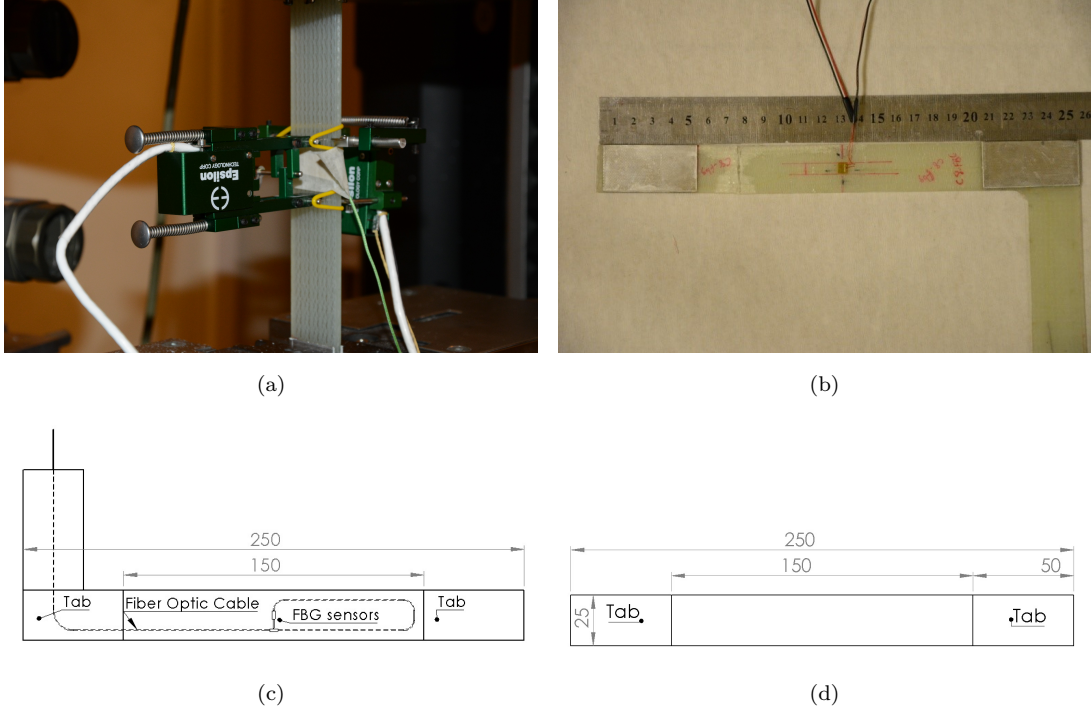 Epsilon
TECHNOLOGY CORP
1 2 3 4 5 6 7 8 9 10 11 12 13 14 15 16 17 18 19 20 21 22 23 24 25 26
(a)
(b)
250
150
Tab
Fiber Optic Cable
FBG sensors
Tab
250
150
50
25
Tab
Tab
(c)
(d)